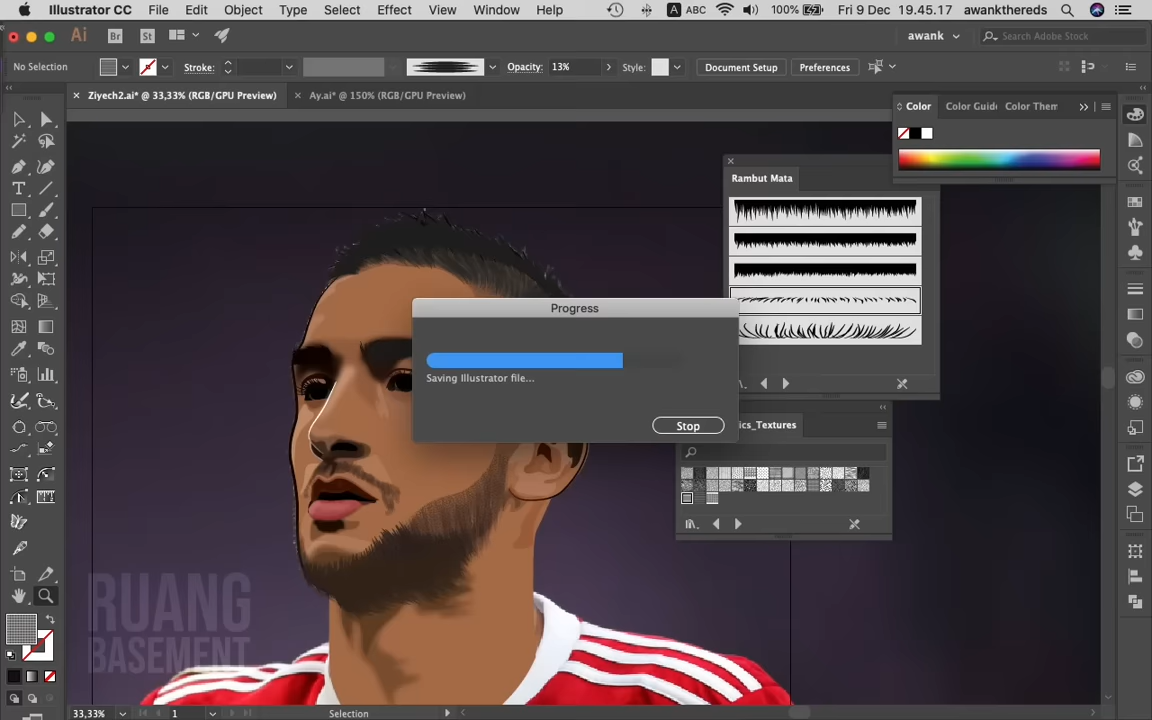 Illustrator CC File Edit Object Type Select Effect View Window Help A ABC 100% Fri 9 Dec 19.45.17 awankthereds
Ai Br St awank Search Adobe Stock
No Selection Stroke: Opacity: 13% Style: Document Setup Preferences
× Ziyech2.ai* @ 33,33% (RGB/GPU Preview) × Ay.ai* @ 150% (RGB/GPU Preview)
Color Color Guid Color Them
Rambut Mata
Progress
Saving Illustrator file...
Stop
ics_Textures
RUANG
BASEMENT
33,33% 1 Selection